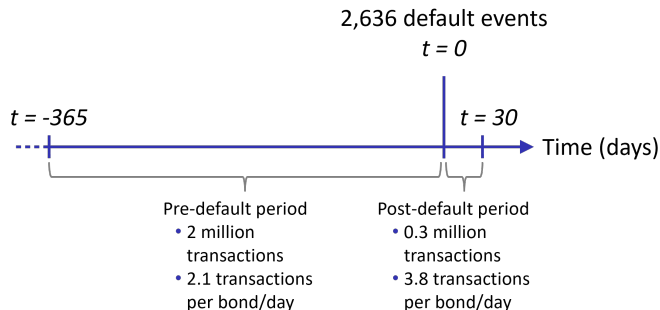 2,636 default events
t = 0
t = -365
t = 30
Time (days)
Pre-default period
• 2 million
transactions
• 2.1 transactions
per bond/day
Post-default period
• 0.3 million
transactions
• 3.8 transactions
per bond/day